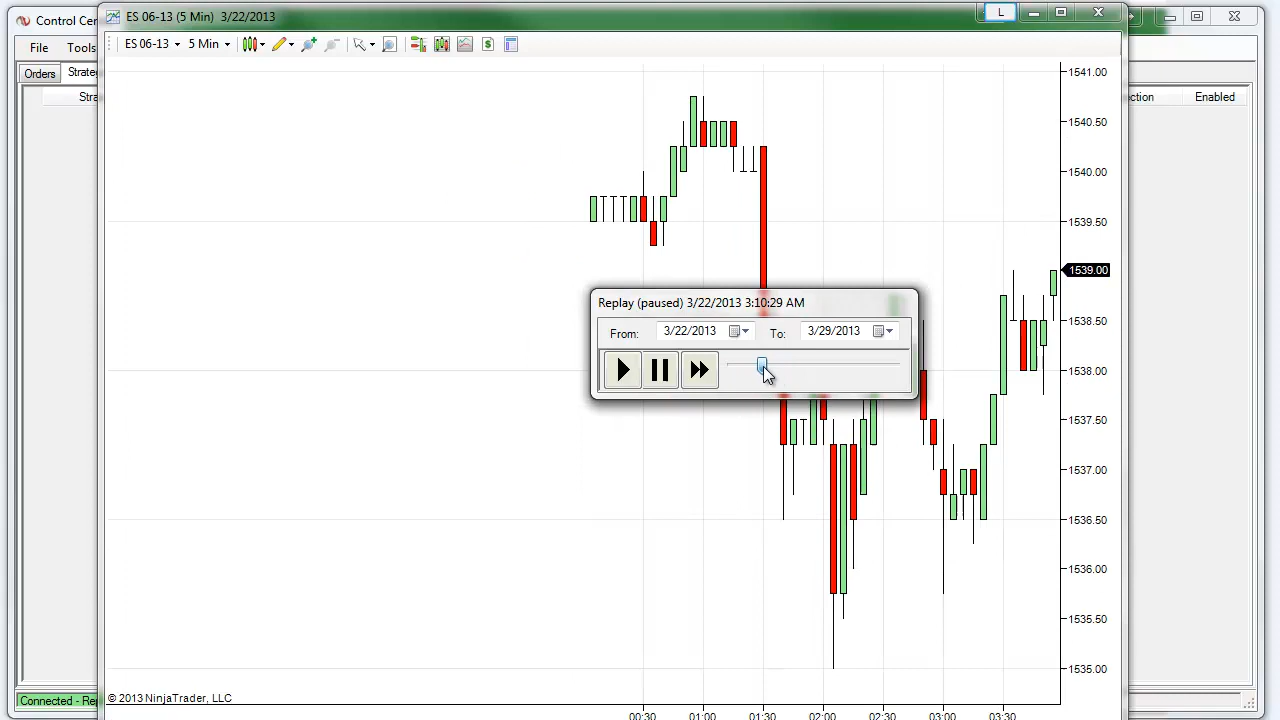 Control Cen
ES 06-13 (5 Min) 3/22/2013
L
File Tools
ES 06-13 5 Min
$
Orders Strate
Stra
ction Enabled
1541.00
1540.50
1540.00
1539.50
1539.00
1538.50
1538.00
1537.50
1537.00
1536.50
1536.00
1535.50
1535.00
Replay (paused) 3/22/2013 3:10:29 AM
From: 3/22/2013 To: 3/29/2013
Connected - Rep
© 2013 NinjaTrader, LLC
00:30 01:00 01:30 02:00 02:30 03:00 03:30